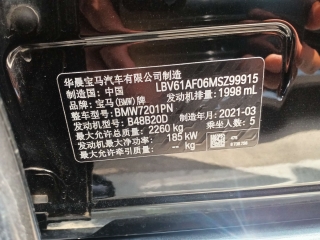 华晨宝马汽车有限公司制造
制造国: 中国 LBV61AF06MSZ99915
品牌: 宝马(BMW)牌 发动机排量: 1998 mL
整车型号: BMW7201PN
发动机型号: B48B20D 制造年月: 2021-03
最大允许总质量: 2260 kg 乘坐人数: 5
发动机最大净功率: 185 kW
最大允许牵引质量: -- kg